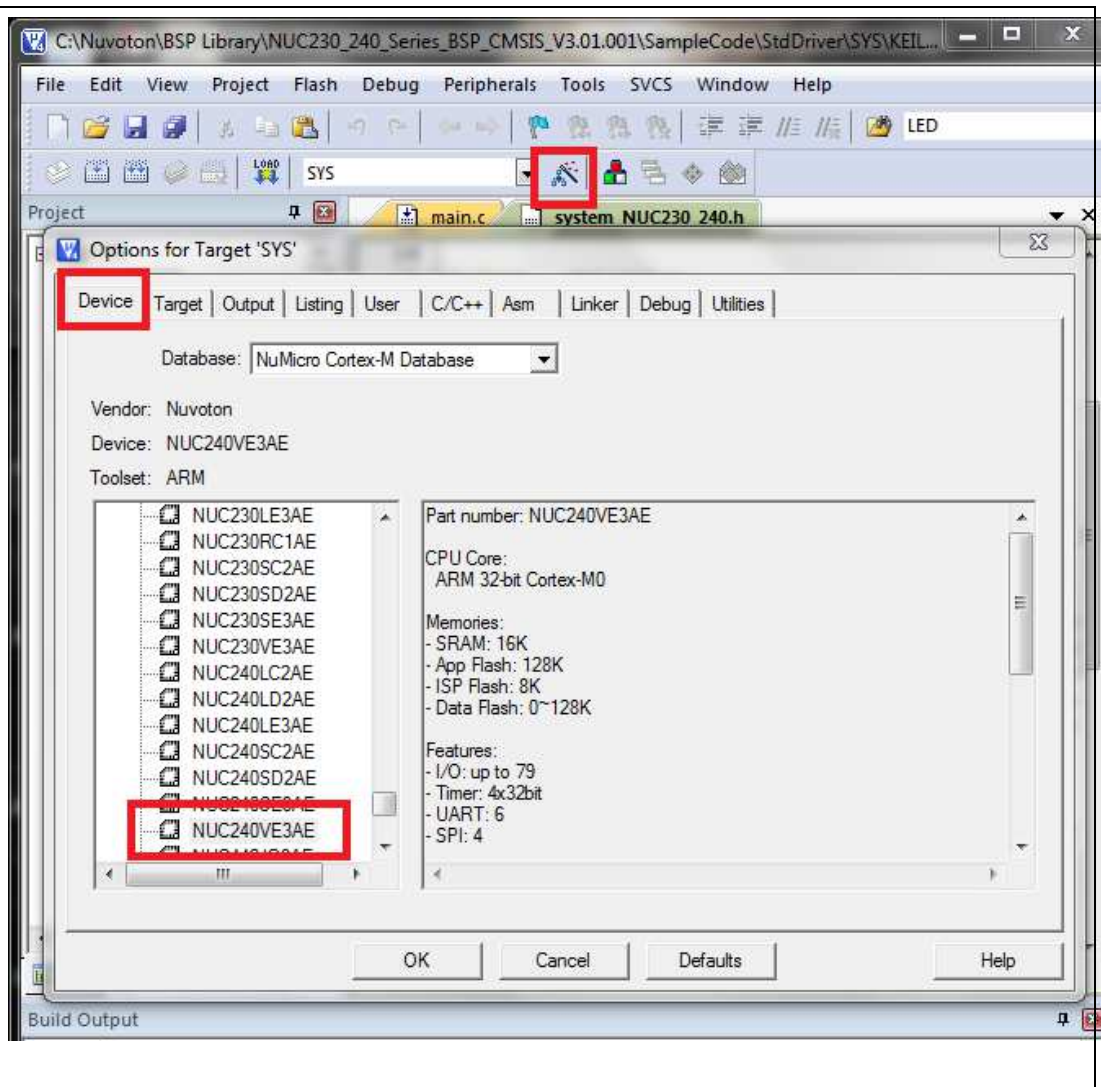 C:\Nuvoton\BSP Library\NUC230_240_Series_BSP_CMSIS_V3.01.001\SampleCode\StdDriver\SYS\KEIL...
File Edit View Project Flash Debug Peripherals Tools SVCS Window Help
LED
LOAD SYS
Project main.c system_NUC230_240.h
Options for Target 'SYS'
Device Target Output Listing User C/C++ Asm Linker Debug Utilities
Database: NuMicro Cortex-M Database
Vendor: Nuvoton
Device: NUC240VE3AE
Toolset: ARM
NUC230LE3AE
NUC230RC1AE
NUC230SC2AE
NUC230SD2AE
NUC230SE3AE
NUC230VE3AE
NUC240LC2AE
NUC240LD2AE
NUC240LE3AE
NUC240SC2AE
NUC240SD2AE
NUC240VE3AE
Part number: NUC240VE3AE
CPU Core:
ARM 32-bit Cortex-M0
Memories:
- SRAM: 16K
- App Flash: 128K
- ISP Flash: 8K
- Data Flash: 0~128K
Features:
- I/O: up to 79
- Timer: 4x32bit
- UART: 6
- SPI: 4
OK Cancel Defaults Help
Build Output